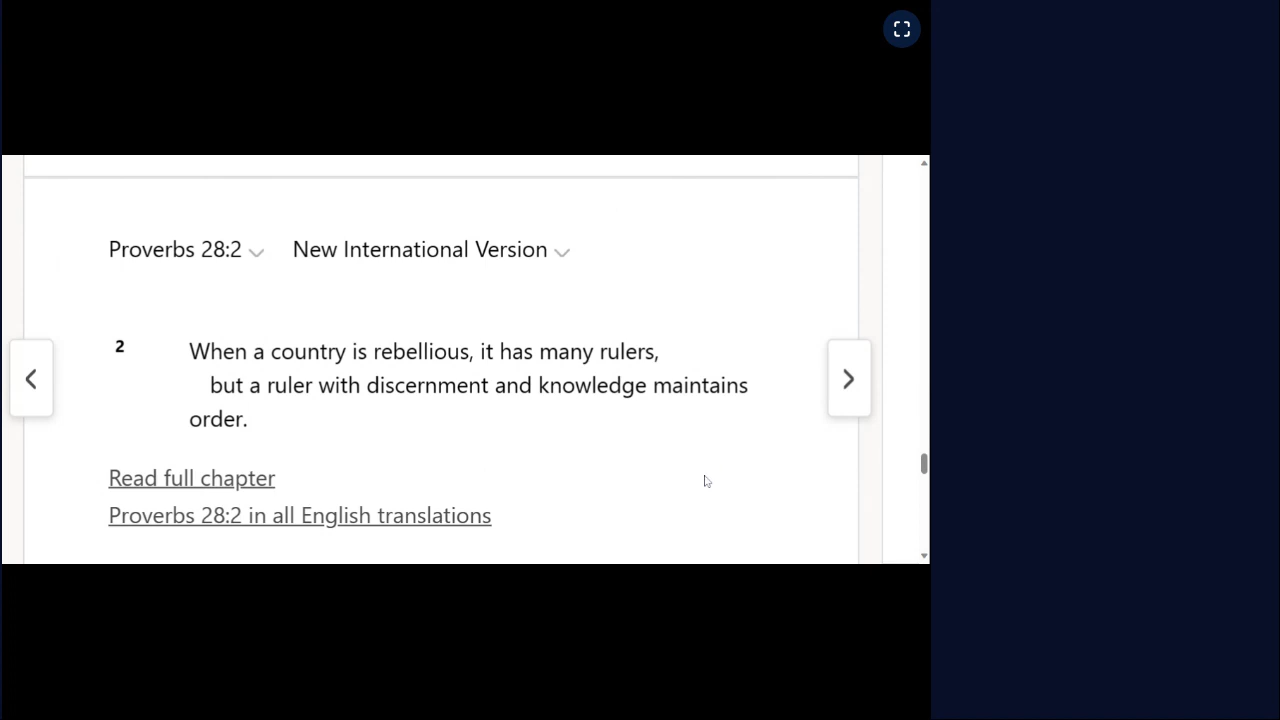 Proverbs 28:2 New International Version
2 When a country is rebellious, it has many rulers,
but a ruler with discernment and knowledge maintains
order.
Read full chapter
Proverbs 28:2 in all English translations